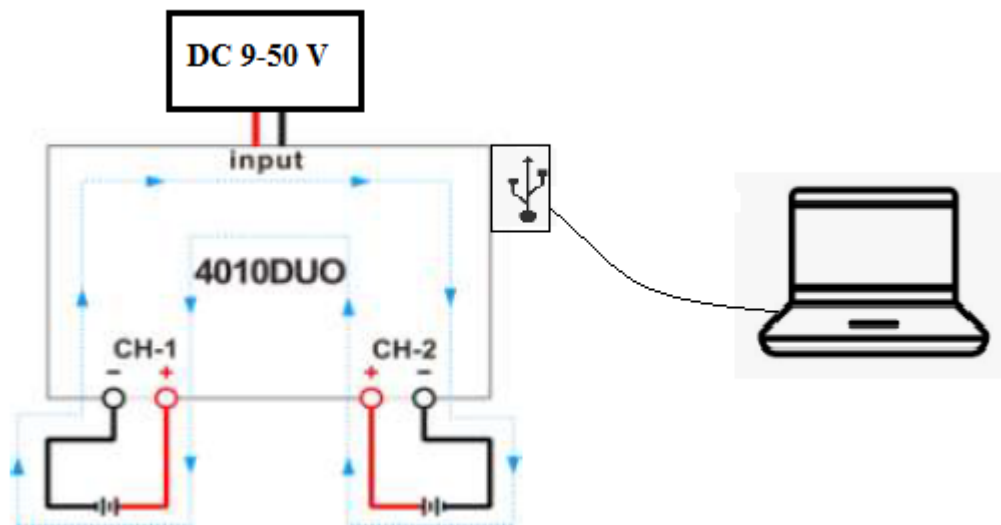 DC 9-50 V
input
4010DUO
CH-1
CH-2
- +
+ -